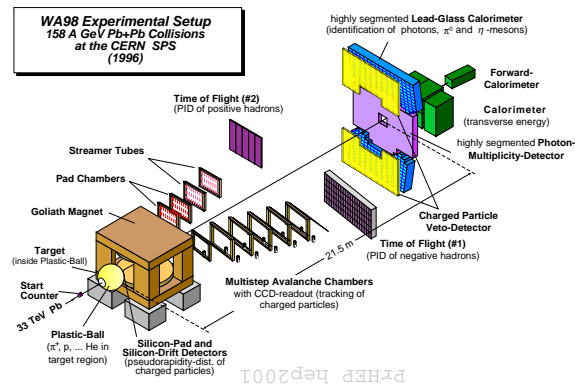 WA98 Experimental Setup
158 A GeV Pb+Pb Collisions
at the CERN SPS
(1996)
highly segmented Lead-Glass Calorimeter
(identification of photons, π⁰ and η -mesons)
Forward-
Calorimeter
Calorimeter
(transverse energy)
highly segmented Photon-
Multiplicity-Detector
Time of Flight (#2)
(PID of positive hadrons)
Streamer Tubes
Pad Chambers
Goliath Magnet
Charged Particle
Veto-Detector
Time of Flight (#1)
(PID of negative hadrons)
21.5 m
Target
(inside Plastic-Ball)
Multistep Avalanche Chambers
with CCD-readout (tracking of
charged particles)
Start
Counter
33 TeV Pb
Plastic-Ball
(π⁺, p, ... He in
target region)
Silicon-Pad and
Silicon-Drift Detectors
(pseudorapidity-dist. of
charged particles)
PrHEP hep2001